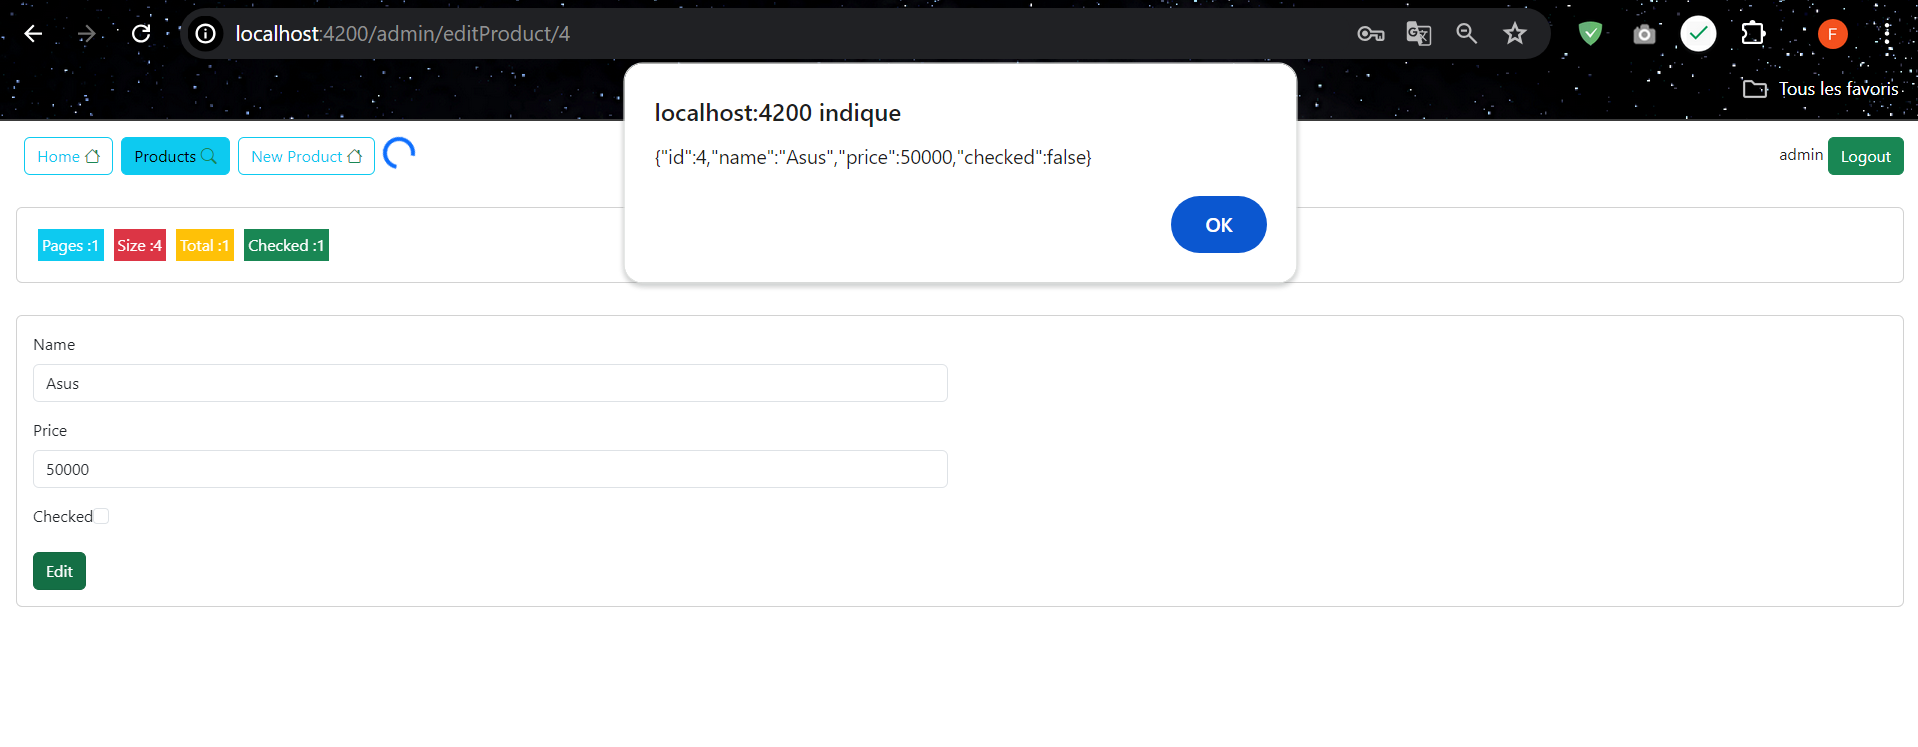 localhost:4200/admin/editProduct/4
F
Tous les favoris
localhost:4200 indique
{"id":4,"name":"Asus","price":50000,"checked":false}
OK
Home Products New Product admin Logout
Pages :1 Size :4 Total :1 Checked :1
Name
Asus
Price
50000
Checked
Edit